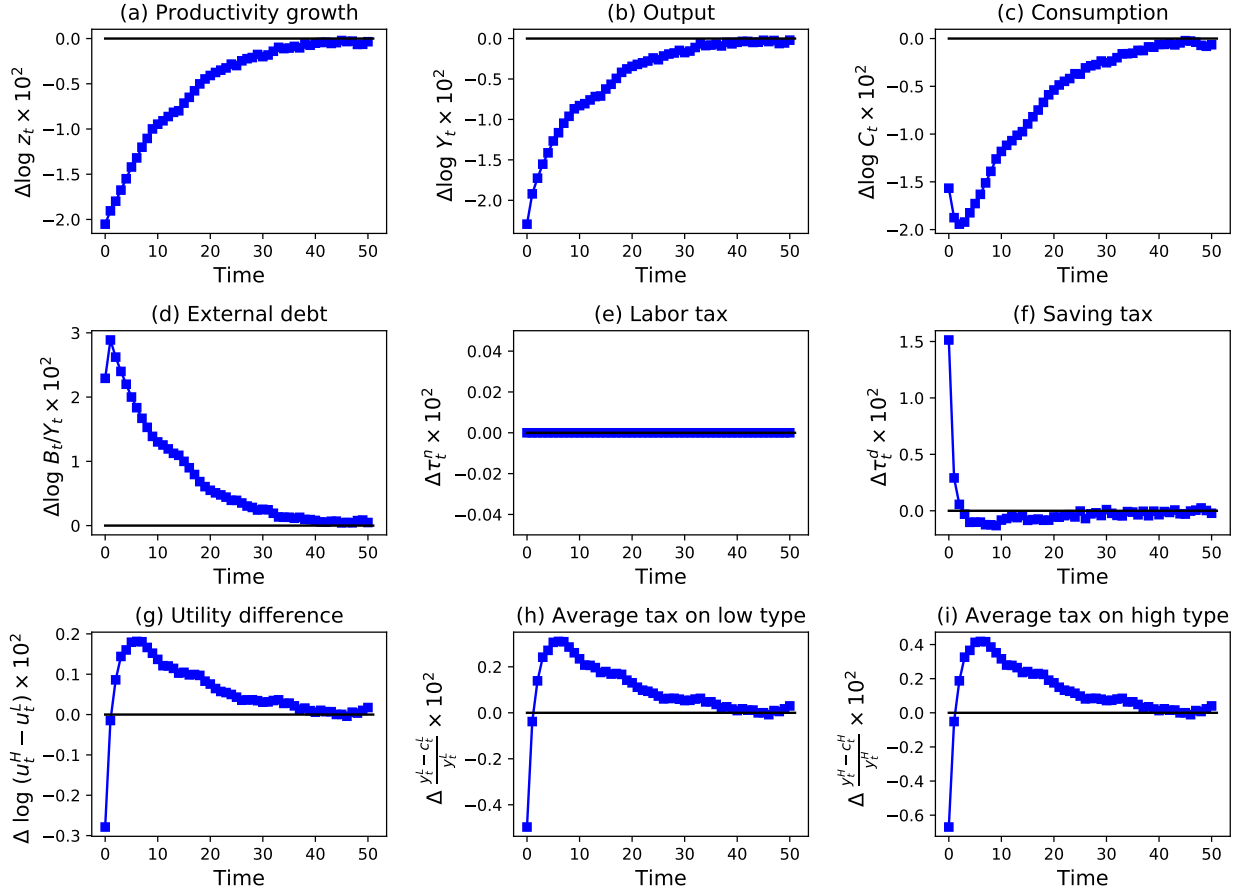 (a) Productivity growth
Δlog z_t × 10²
0.0
−0.5
−1.0
−1.5
−2.0
0 10 20 30 40 50
Time
(b) Output
Δlog Y_t × 10²
0.0
−0.5
−1.0
−1.5
−2.0
0 10 20 30 40 50
Time
(c) Consumption
Δlog C_t × 10²
0.0
−0.5
−1.0
−1.5
−2.0
0 10 20 30 40 50
Time
(d) External debt
Δlog B_t/Y_t × 10²
3
2
1
0
0 10 20 30 40 50
Time
(e) Labor tax
Δτ_t^n × 10²
0.04
0.02
0.00
−0.02
−0.04
0 10 20 30 40 50
Time
(f) Saving tax
Δτ_t^d × 10²
1.5
1.0
0.5
0.0
0 10 20 30 40 50
Time
(g) Utility difference
Δ log (u_t^H − u_t^L) × 10²
0.2
0.1
0.0
−0.1
−0.2
−0.3
0 10 20 30 40 50
Time
(h) Average tax on low type
Δ (y_t^L − c_t^L)/y_t^L × 10²
0.2
0.0
−0.2
−0.4
0 10 20 30 40 50
Time
(i) Average tax on high type
Δ (y_t^H − c_t^H)/y_t^H × 10²
0.4
0.2
0.0
−0.2
−0.4
−0.6
0 10 20 30 40 50
Time